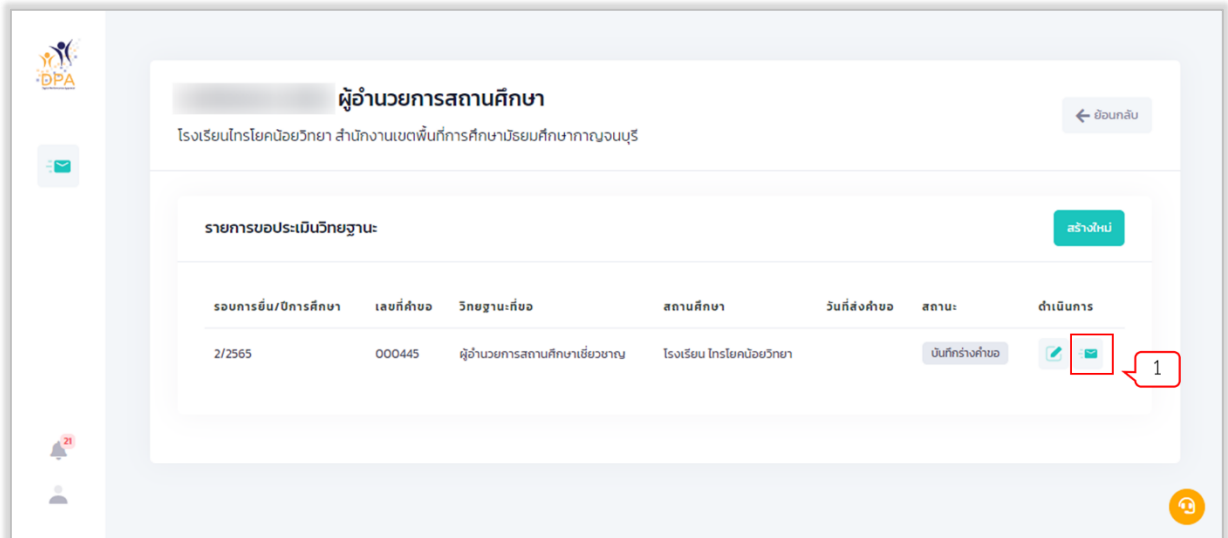 DPA
ผู้อำนวยการสถานศึกษา
โรงเรียนไทรโยคน้อยวิทยา สำนักงานเขตพื้นที่การศึกษามัธยมศึกษากาญจนบุรี
ย้อนกลับ
รายการขอประเมินวิทยฐานะ
สร้างใหม่
รอบการยื่น/ปีการศึกษา เลขที่คำขอ วิทยฐานะที่ขอ สถานศึกษา วันที่ส่งคำขอ สถานะ ดำเนินการ
2/2565 000445 ผู้อำนวยการสถานศึกษาเชี่ยวชาญ โรงเรียน ไทรโยคน้อยวิทยา บันทึกร่างคำขอ
1
21